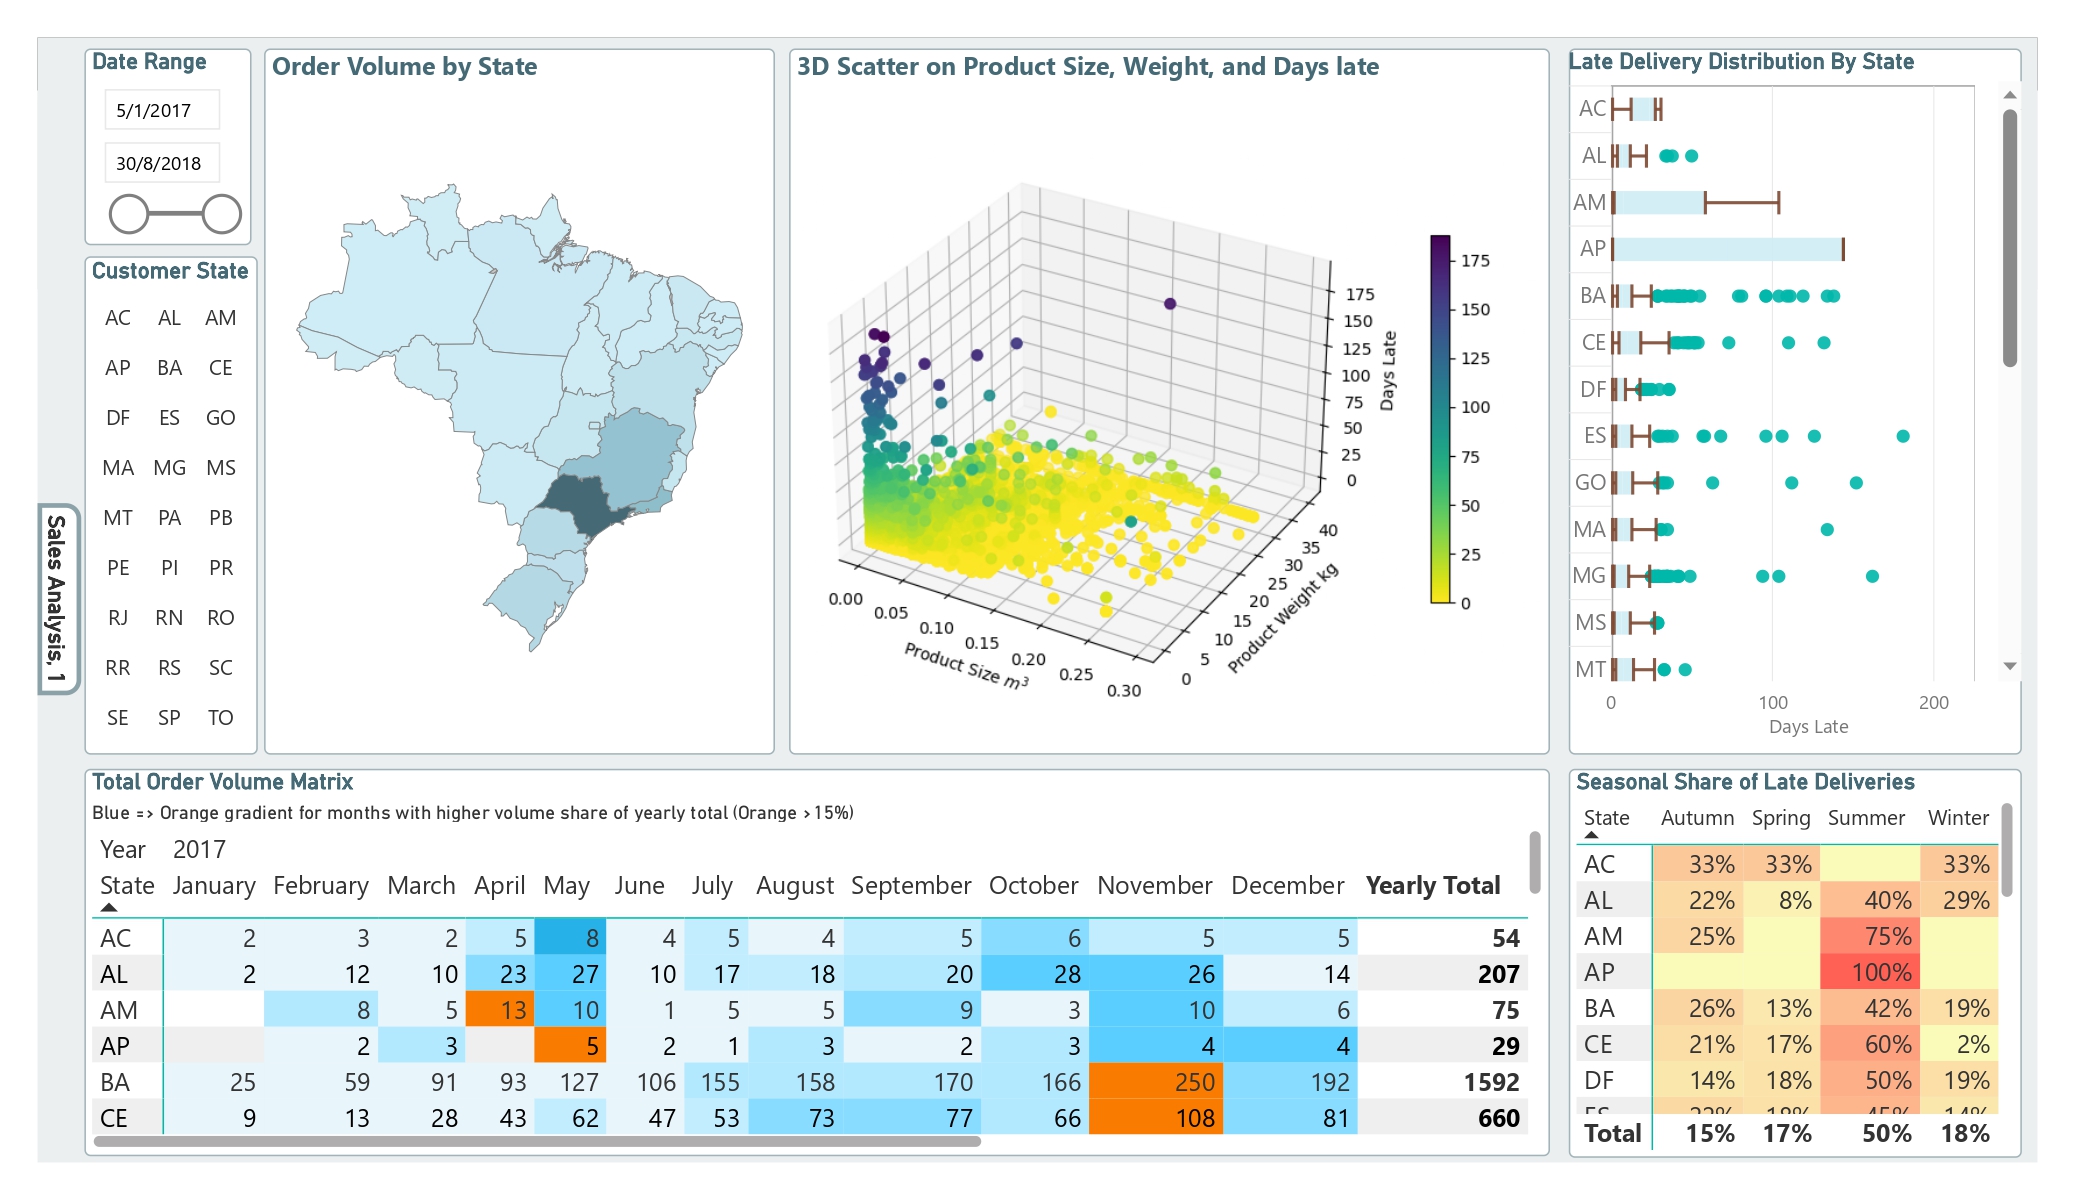 Date Range
5/1/2017
30/8/2018
Customer State
AC AL AM
AP BA CE
DF ES GO
MA MG MS
MT PA PB
PE PI PR
RJ RN RO
RR RS SC
SE SP TO
Sales Analysis, 1
Order Volume by State
3D Scatter on Product Size, Weight, and Days late
175
150
125
100
75
50
25
0
Days Late
0.00 0.05 0.10 0.15 0.20 0.25 0.30
Product Size m³
0 5 10 15 20 25 30 35 40
Product Weight kg
175
150
125
100
75
50
25
0
Late Delivery Distribution By State
AC
AL
AM
AP
BA
CE
DF
ES
GO
MA
MG
MS
MT
0 100 200
Days Late
Total Order Volume Matrix
Blue => Orange gradient for months with higher volume share of yearly total (Orange >15%)
Year 2017
State January February March April May June July August September October November December Yearly Total
AC 2 3 2 5 8 4 5 4 5 6 5 5 54
AL 2 12 10 23 27 10 17 18 20 28 26 14 207
AM 8 5 13 10 1 5 5 9 3 10 6 75
AP 2 3 5 2 1 3 2 3 4 4 29
BA 25 59 91 93 127 106 155 158 170 166 250 192 1592
CE 9 13 28 43 62 47 53 73 77 66 108 81 660
Seasonal Share of Late Deliveries
State Autumn Spring Summer Winter
AC 33% 33% 33%
AL 22% 8% 40% 29%
AM 25% 75%
AP 100%
BA 26% 13% 42% 19%
CE 21% 17% 60% 2%
DF 14% 18% 50% 19%
Total 15% 17% 50% 18%